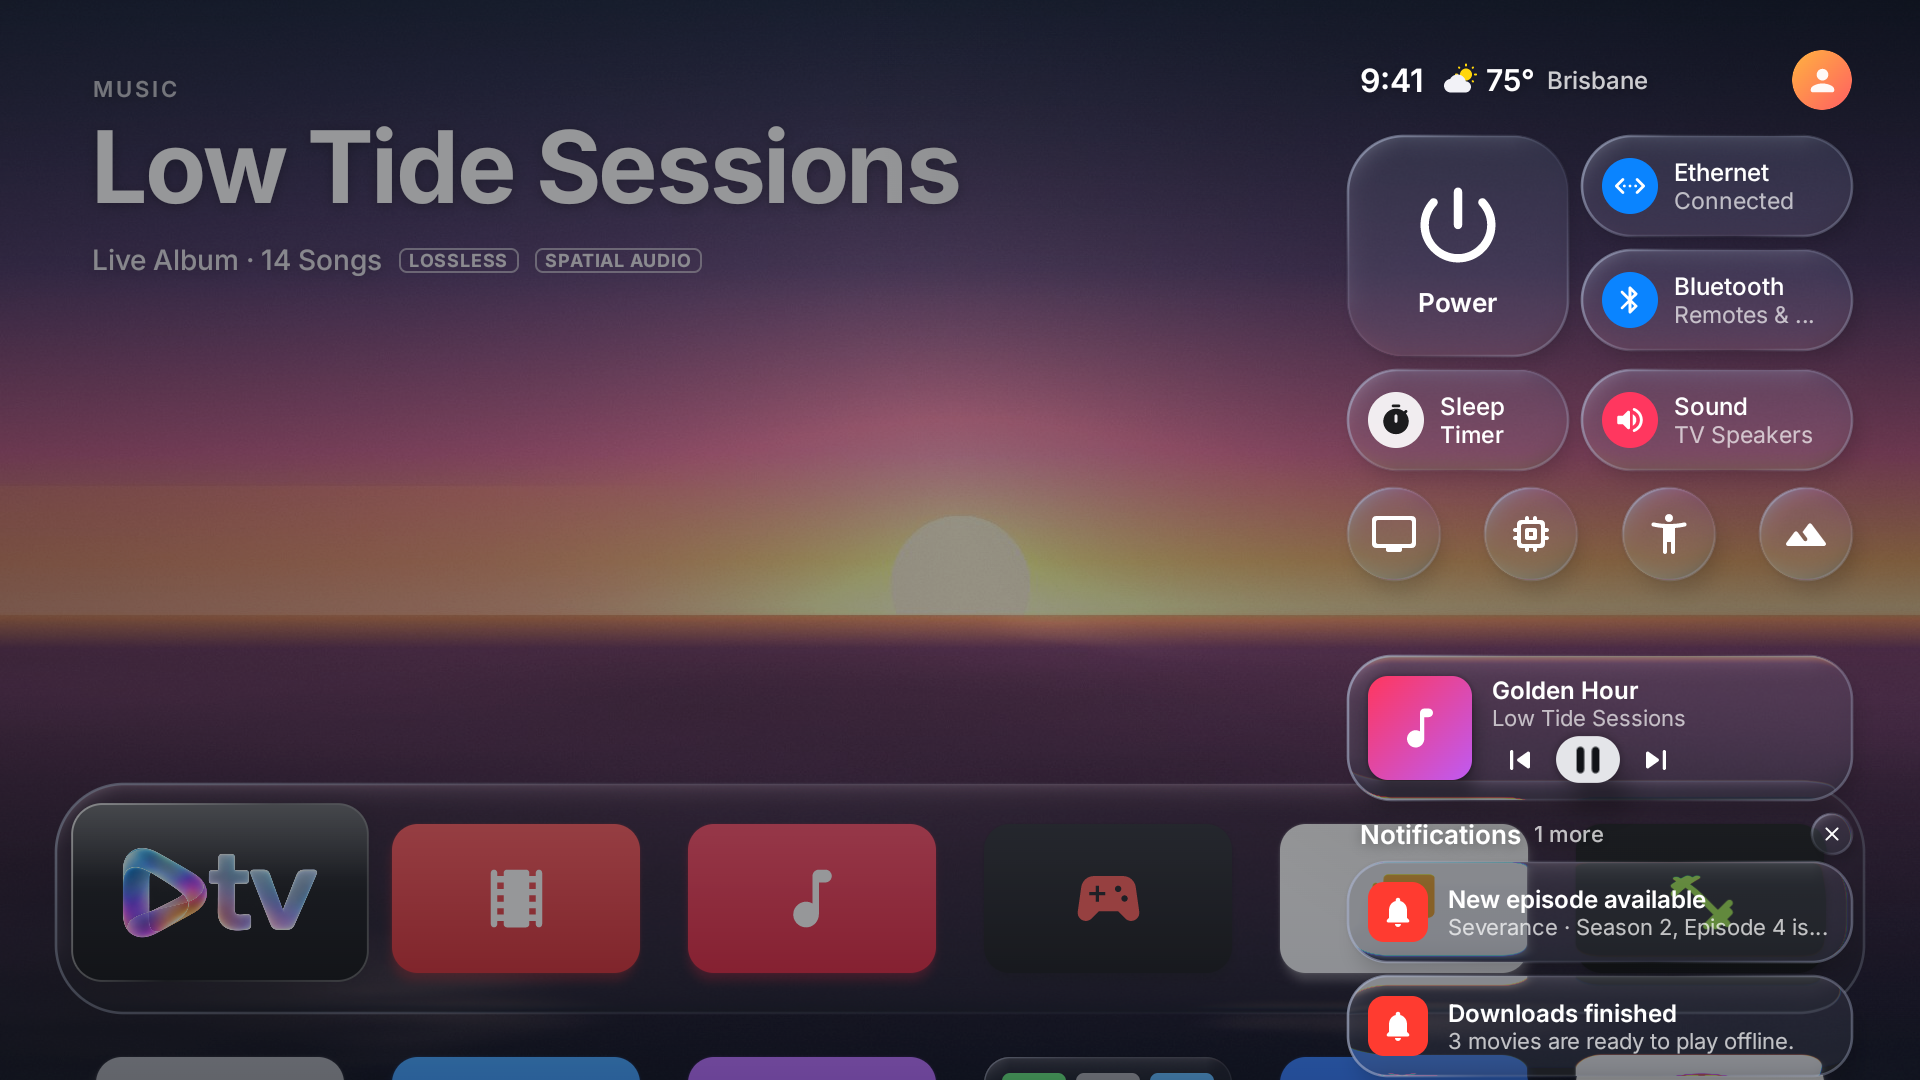 MUSIC
Low Tide Sessions
Live Album · 14 Songs LOSSLESS SPATIAL AUDIO
9:41 75° Brisbane
Power
Ethernet
Connected
Bluetooth
Remotes & ...
Sleep
Timer
Sound
TV Speakers
Golden Hour
Low Tide Sessions
Notifications 1 more
New episode available
Severance · Season 2, Episode 4 is...
Downloads finished
3 movies are ready to play offline.
tv